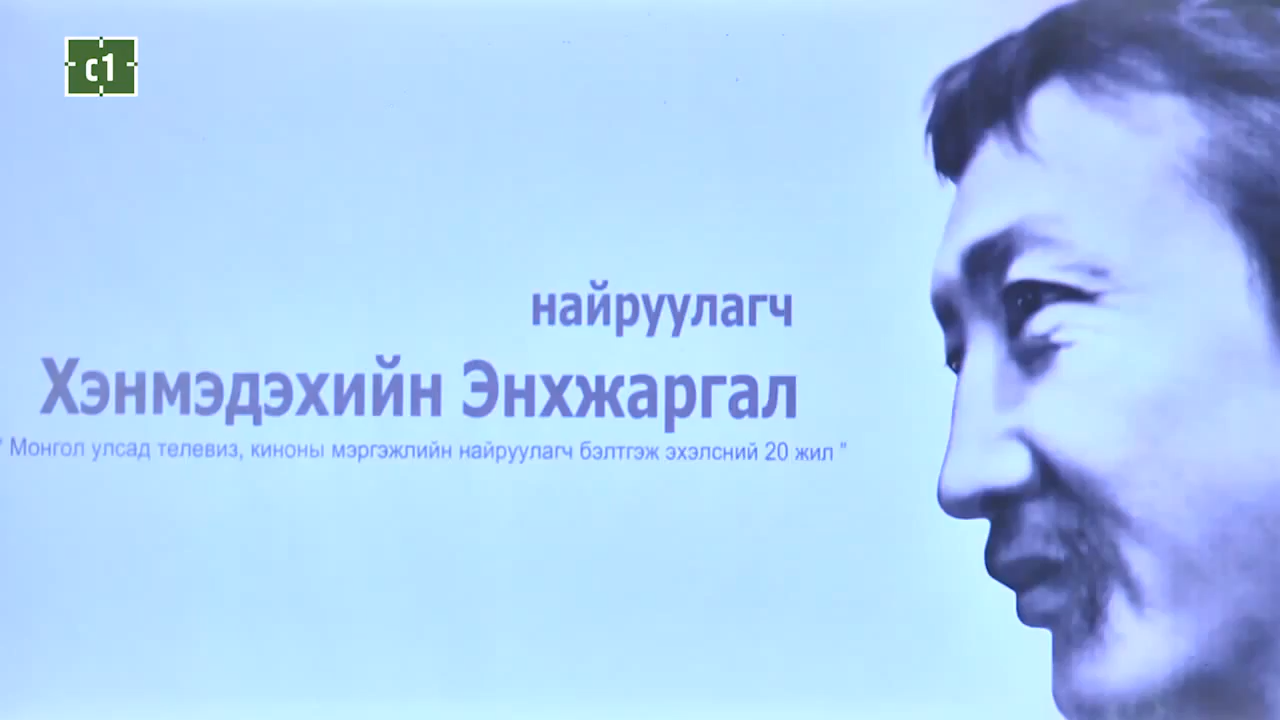 c1
найруулагч
Хэнмэдэхийн Энхжаргал
" Монгол улсад телевиз, киноны мэргэжлийн найруулагч бэлтгэж эхэлсний 20 жил "